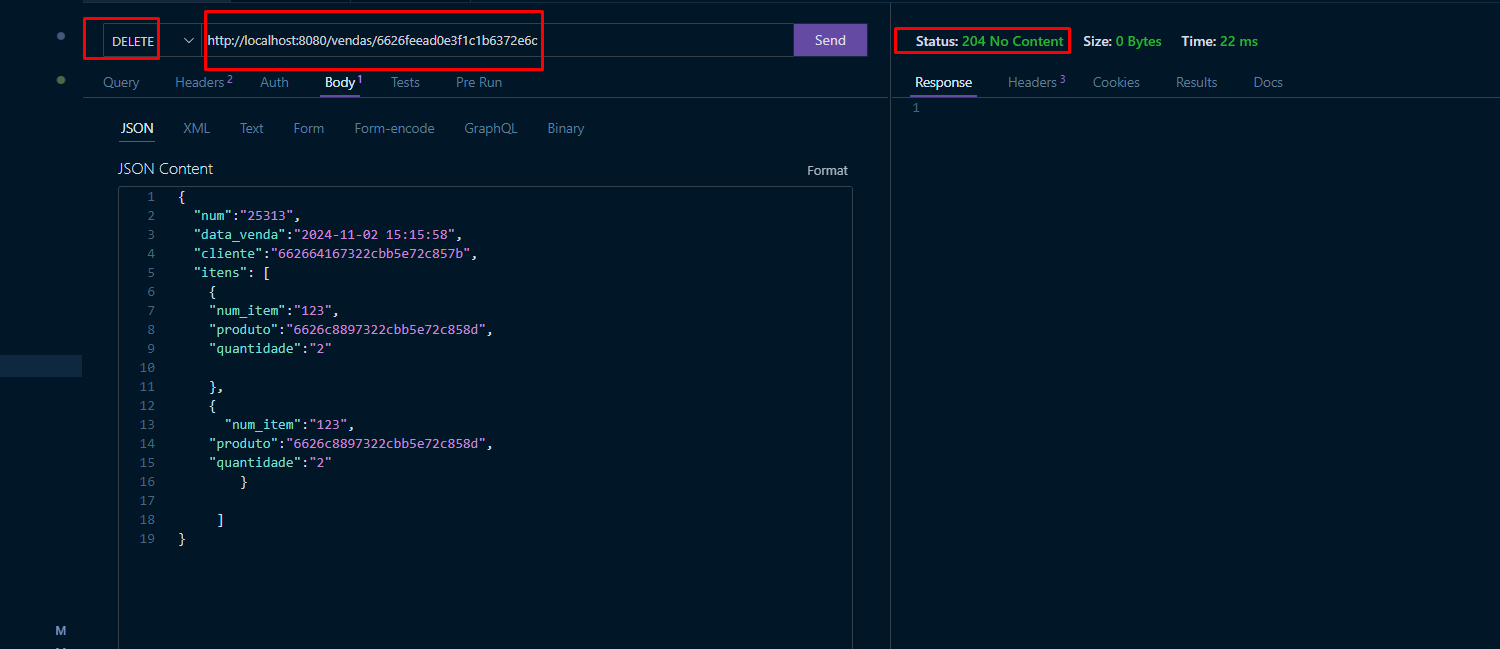 DELETE http://localhost:8080/vendas/6626feead0e3f1c1b6372e6c Send
Status: 204 No Content Size: 0 Bytes Time: 22 ms
Query Headers 2 Auth Body 1 Tests Pre Run
Response Headers 3 Cookies Results Docs
1
JSON XML Text Form Form-encode GraphQL Binary
JSON Content Format
1 {
2 "num":"25313",
3 "data_venda":"2024-11-02 15:15:58",
4 "cliente":"662664167322cbb5e72c857b",
5 "itens": [
6 {
7 "num_item":"123",
8 "produto":"6626c8897322cbb5e72c858d",
9 "quantidade":"2"
10
11 },
12 {
13 "num_item":"123",
14 "produto":"6626c8897322cbb5e72c858d",
15 "quantidade":"2"
16 }
17
18 ]
19 }
M